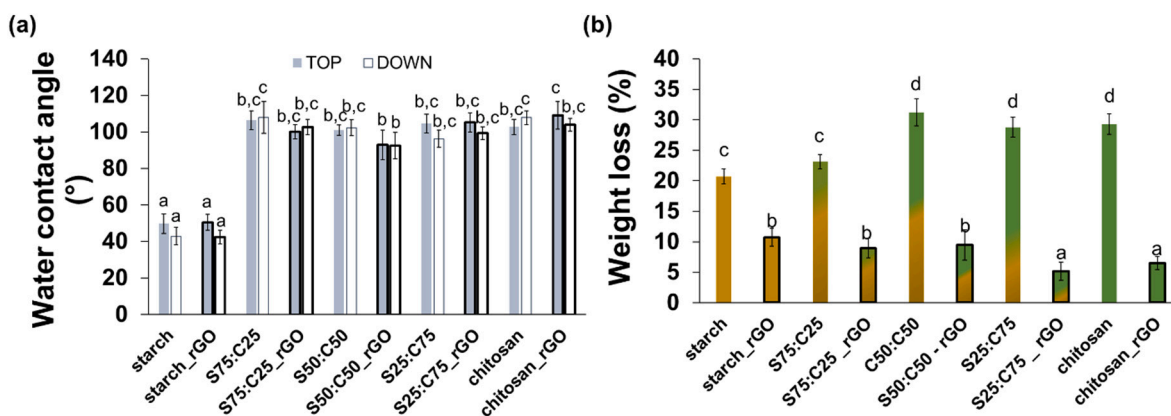 (a)
Water contact angle
(°)
140
120
100
80
60
40
20
0
TOP DOWN
a a a a b,c c b,c b,c b,c b,c b b b,c b,c b,c b,c b,c c c b,c
starch
starch_rGO
S75:C25
S75:C25_rGO
S50:C50
S50:C50_rGO
S25:C75
S25:C75_rGO
chitosan
chitosan_rGO
(b)
Weight loss (%)
40
35
30
25
20
15
10
5
0
c b c b d b d a d a
starch
starch_rGO
S75:C25
S75:C25_rGO
C50:C50
S50:C50 - rGO
S25:C75
S25:C75 _ rGO
chitosan
chitosan_rGO